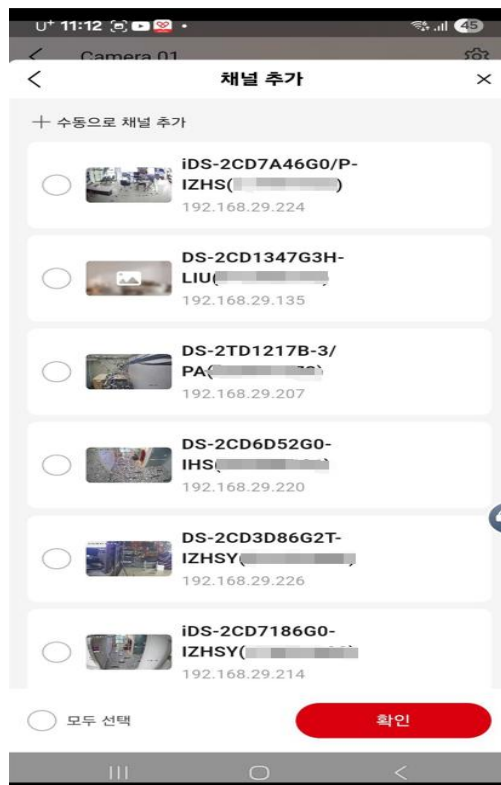 U+ 11:12
45
Camera 01
채널 추가
수동으로 채널 추가
iDS-2CD7A46G0/P-
IZHS( )
192.168.29.224
DS-2CD1347G3H-
LIU( )
192.168.29.135
DS-2TD1217B-3/
PA( )
192.168.29.207
DS-2CD6D52G0-
IHS( )
192.168.29.220
DS-2CD3D86G2T-
IZHSY( )
192.168.29.226
iDS-2CD7186G0-
IZHSY( )
192.168.29.214
모두 선택
확인